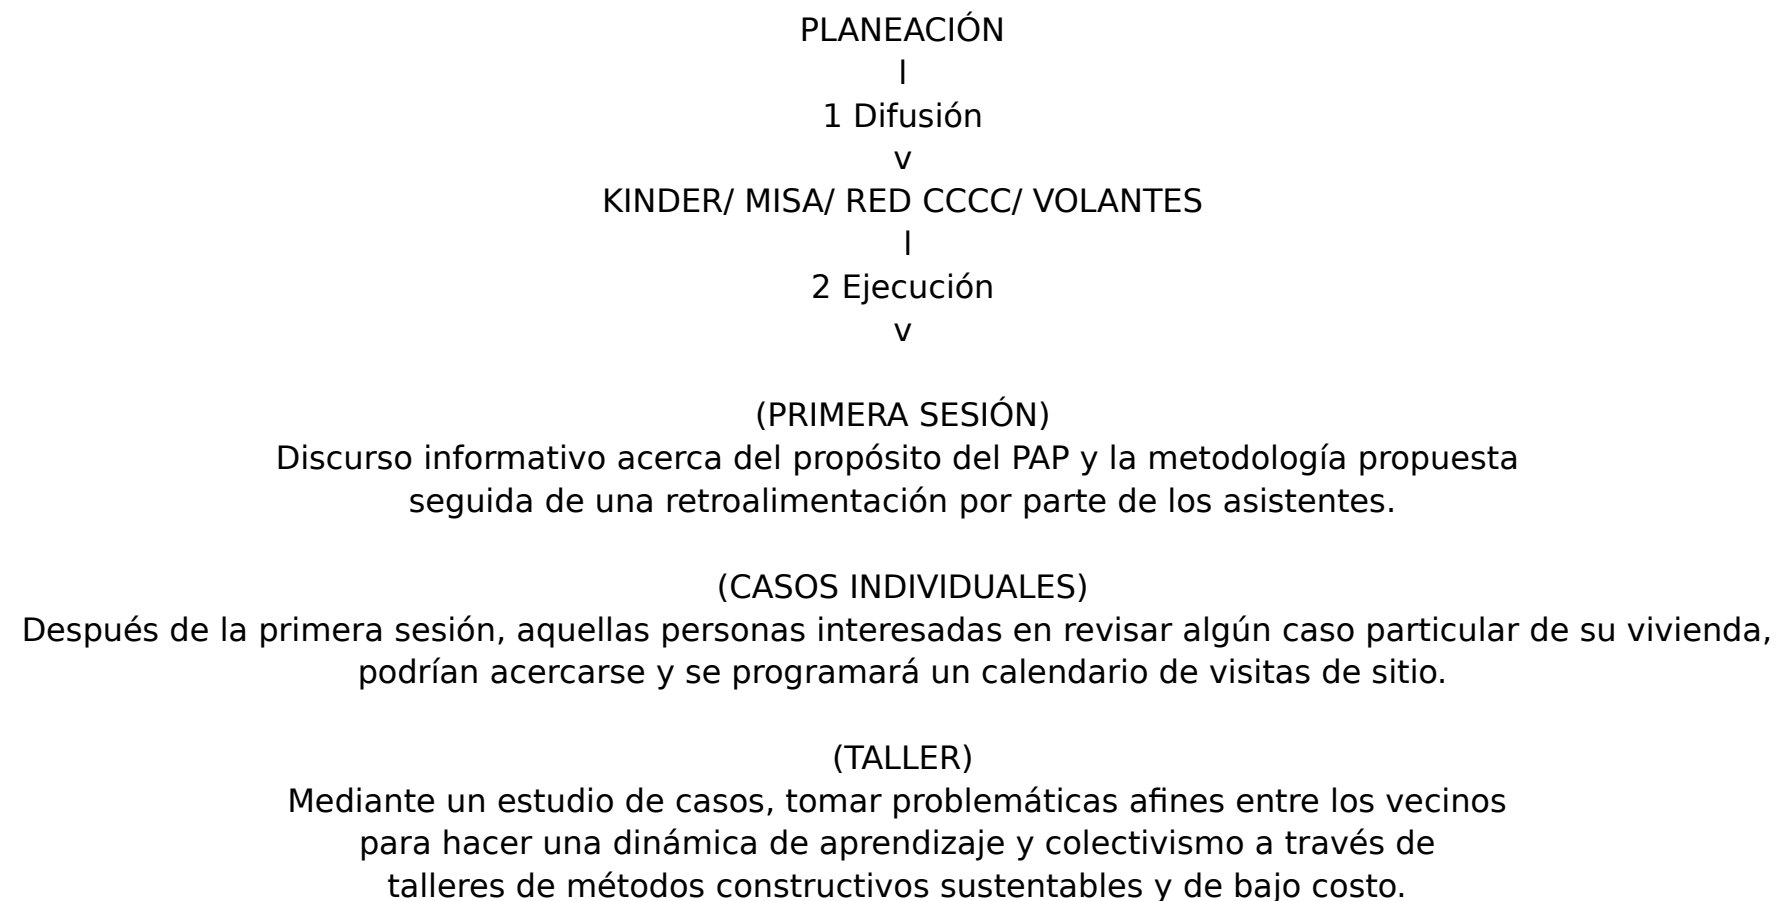 PLANEACIÓN
l
1 Difusión
v
KINDER/ MISA/ RED CCCC/ VOLANTES
l
2 Ejecución
v
(PRIMERA SESIÓN)
Discurso informativo acerca del propósito del PAP y la metodología propuesta
seguida de una retroalimentación por parte de los asistentes.
(CASOS INDIVIDUALES)
Después de la primera sesión, aquellas personas interesadas en revisar algún caso particular de su vivienda,
podrían acercarse y se programará un calendario de visitas de sitio.
(TALLER)
Mediante un estudio de casos, tomar problemáticas afines entre los vecinos
para hacer una dinámica de aprendizaje y colectivismo a través de
talleres de métodos constructivos sustentables y de bajo costo.